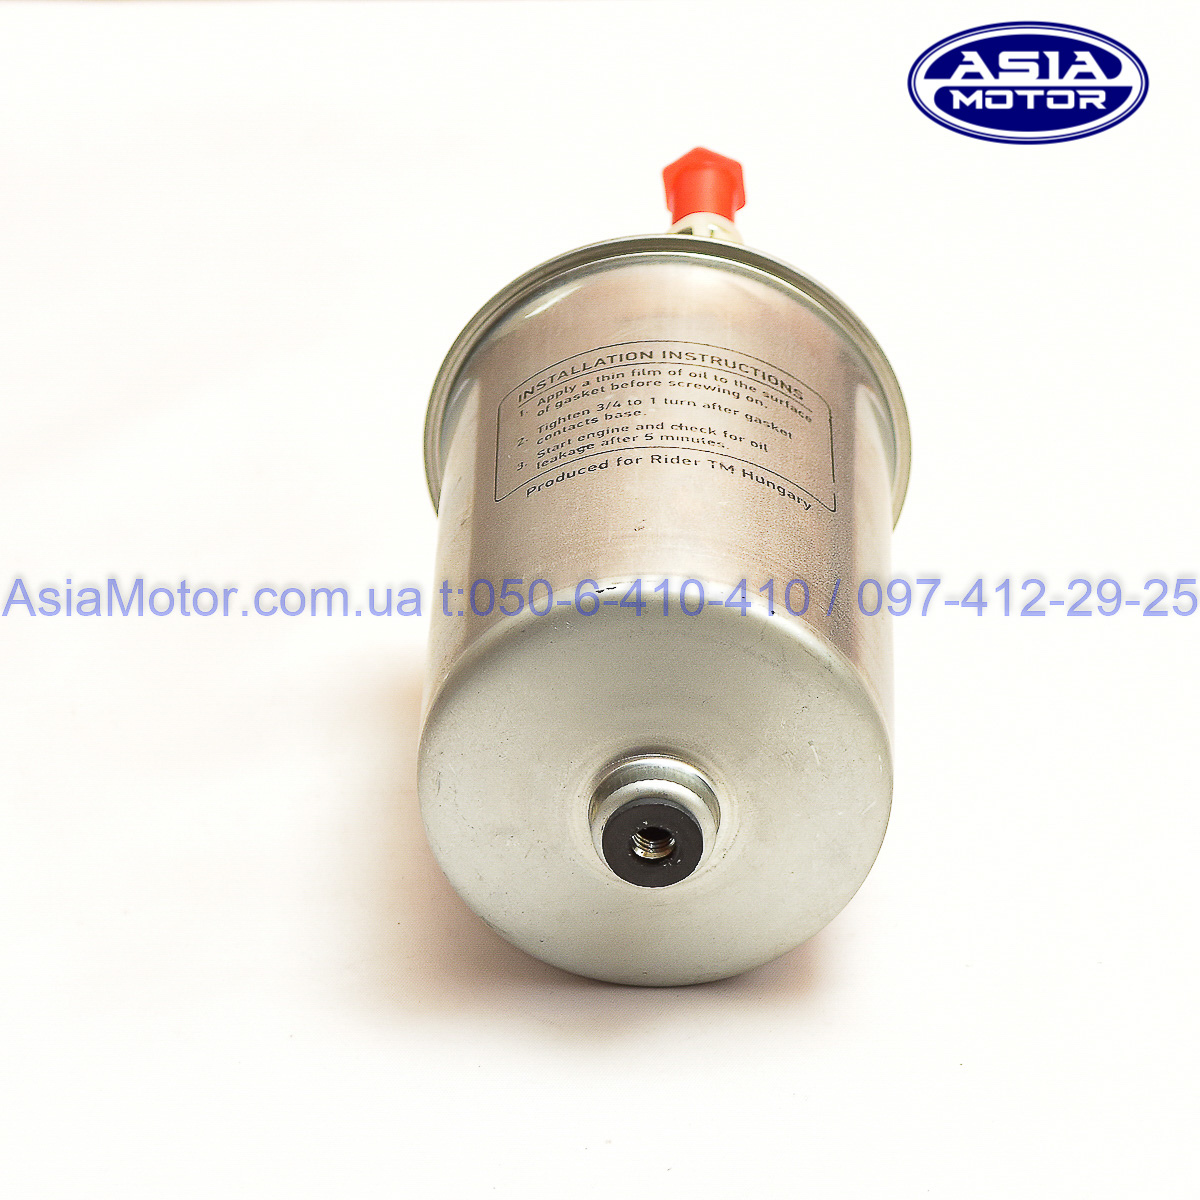 ASIA
MOTOR
INSTALLATION INSTRUCTIONS
1. Apply a thin film of oil to the surface
of gasket before screwing on.
2. Tighten 3/4 to 1 turn after gasket
contacts base.
3. Start engine and check for oil
leakage after 5 minutes.
Produced for Rider TM Hungary
AsiaMotor.com.ua t:050-6-410-410 / 097-412-29-25